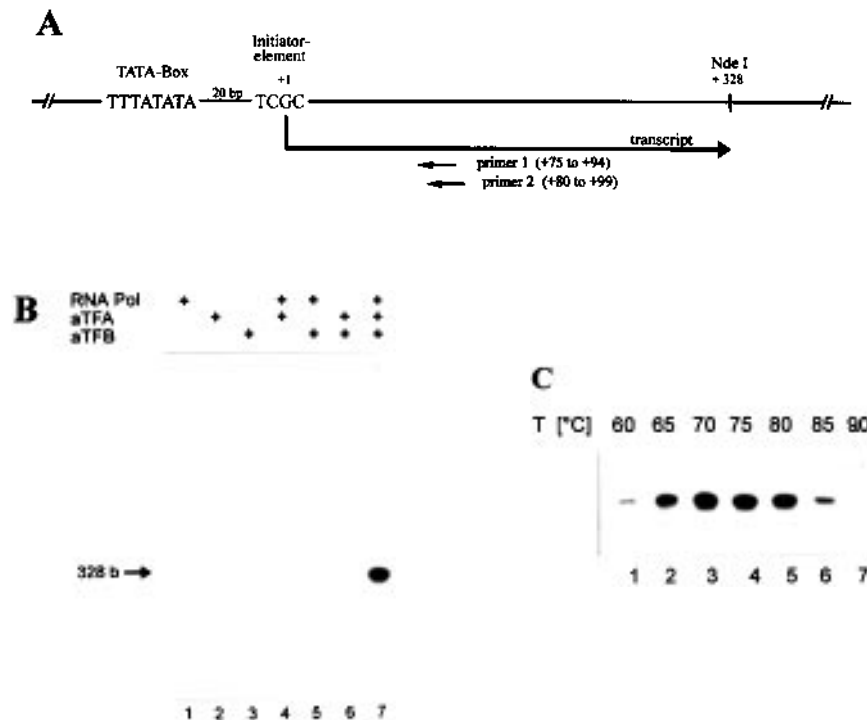 A
Initiator-
element
TATA-Box
+1
Nde I
+ 328
TTTATATA 20 bp TCGC
transcript
primer 1 (+75 to +94)
primer 2 (+80 to +99)
B
RNA Pol + + + +
aTFA + + + +
aTFB + + + +
328 b
1 2 3 4 5 6 7
C
T [°C] 60 65 70 75 80 85 90
1 2 3 4 5 6 7